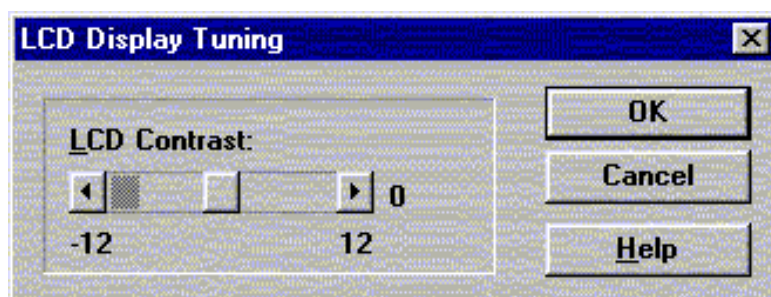 LCD Display Tuning
LCD Contrast:
0
-12 12
OK
Cancel
Help